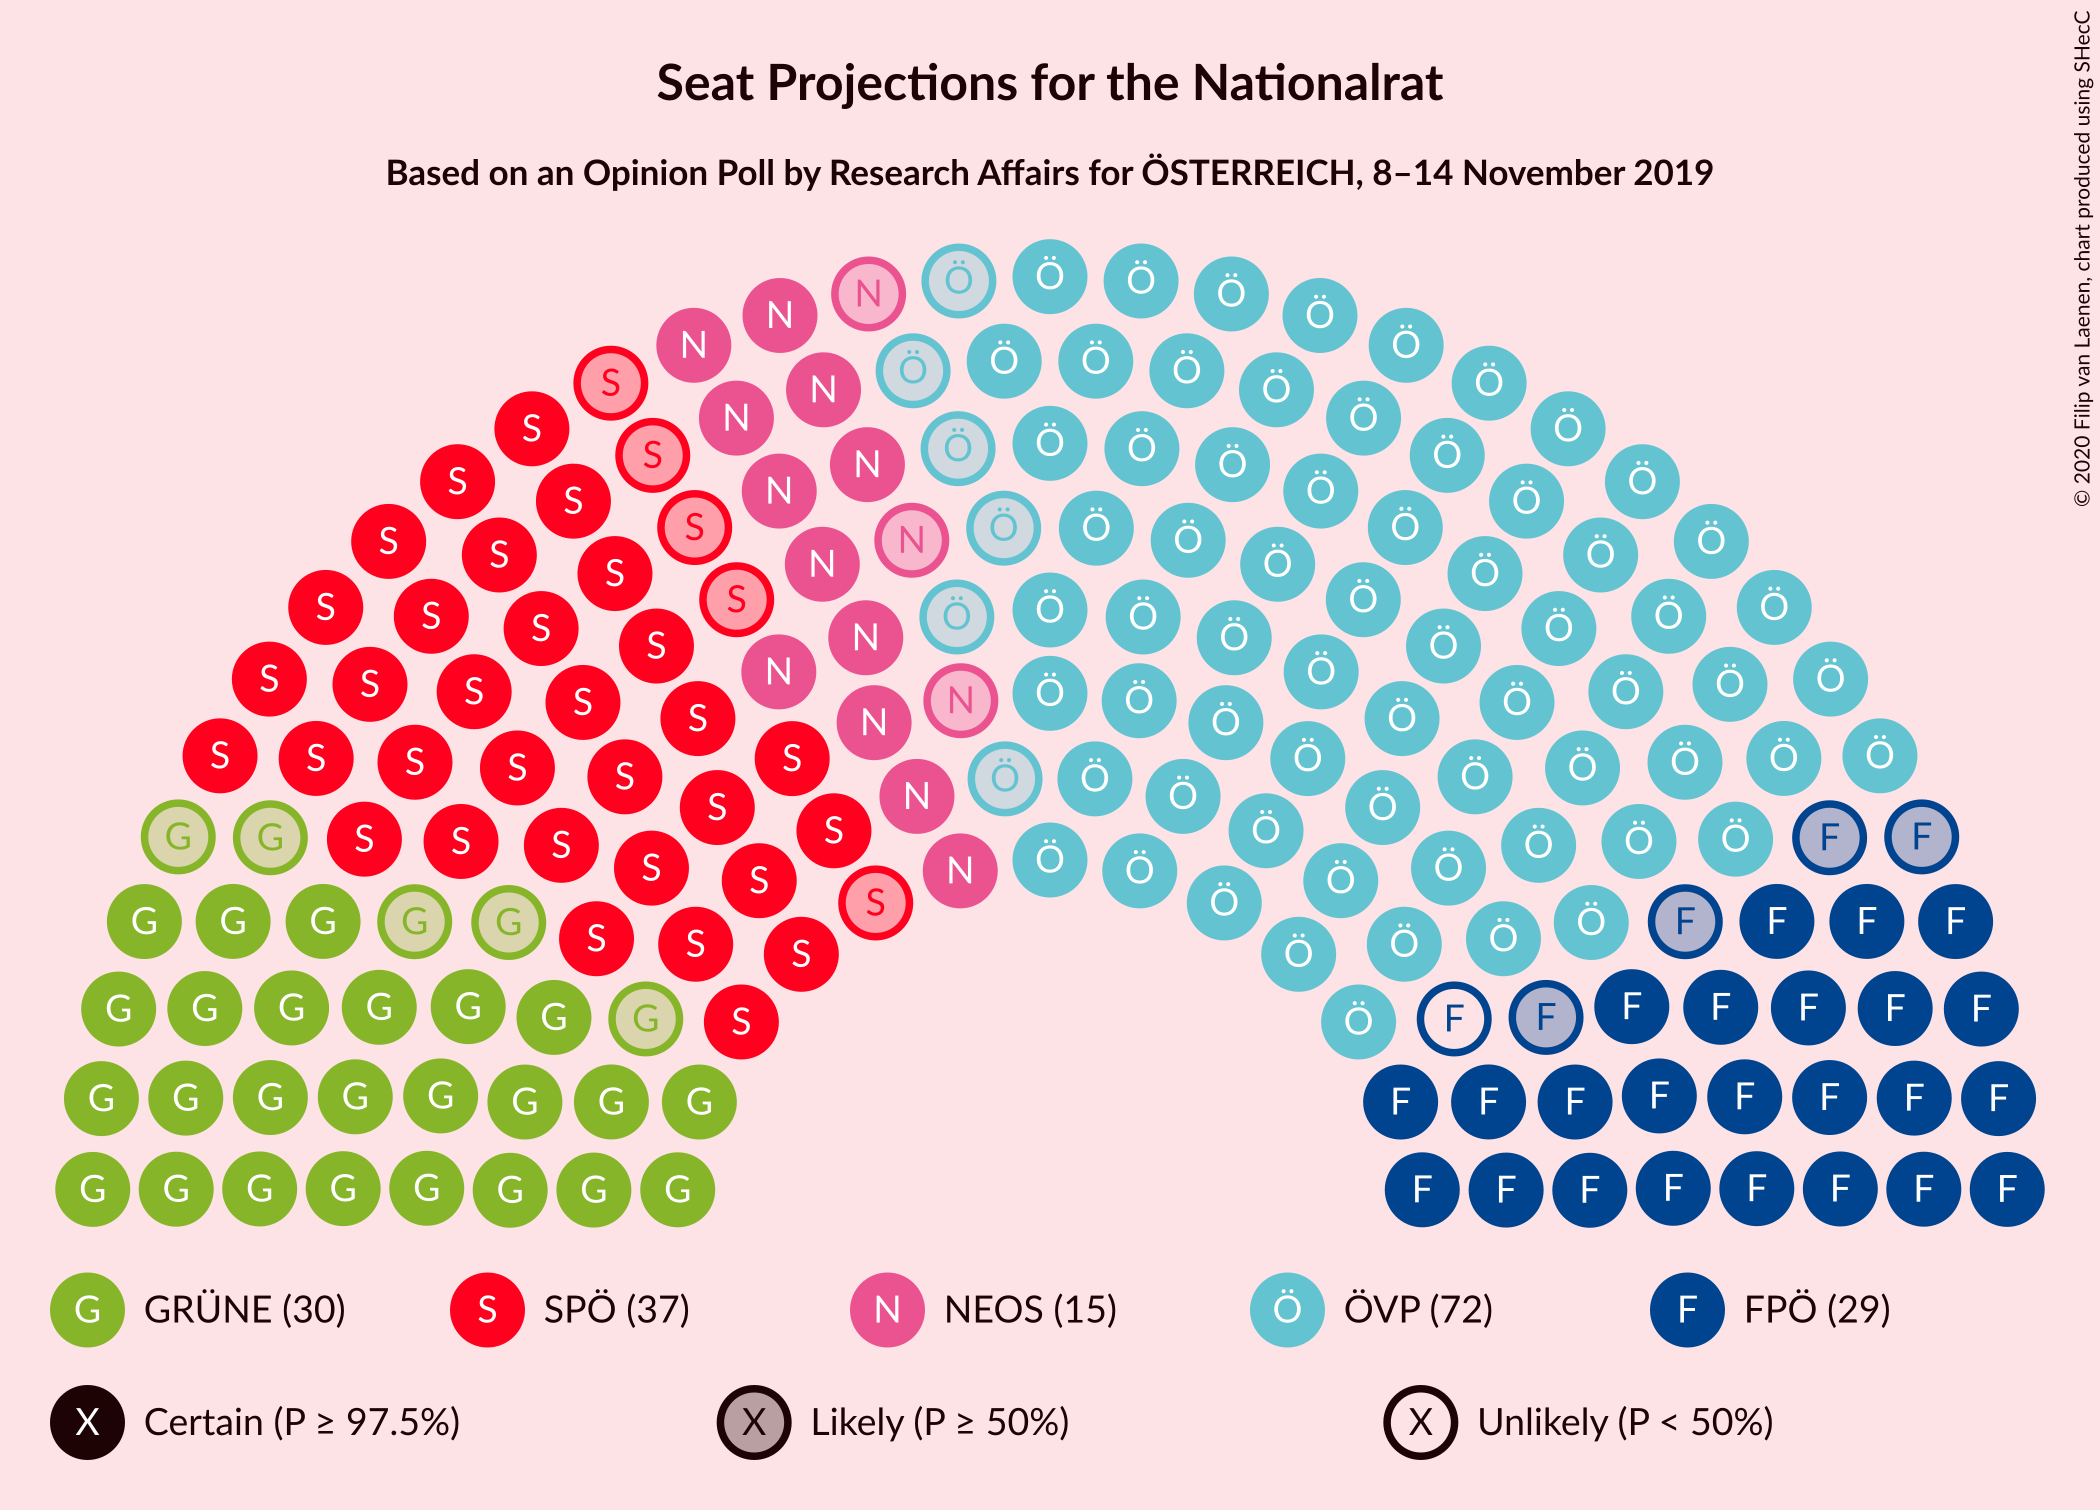 Seat Projections for the Nationalrat
Based on an Opinion Poll by Research Affairs for ÖSTERREICH, 8–14 November 2019
© 2020 Filip van Laenen, chart produced using SHecC
N Ö Ö Ö Ö Ö Ö Ö Ö Ö Ö Ö Ö Ö
N N
S S S S S S S S
G G G G G G G G
F F F F F F F F
G GRÜNE (30) S SPÖ (37) N NEOS (15) Ö ÖVP (72) F FPÖ (29)
X Certain (P ≥ 97.5%) X Likely (P ≥ 50%) X Unlikely (P < 50%)